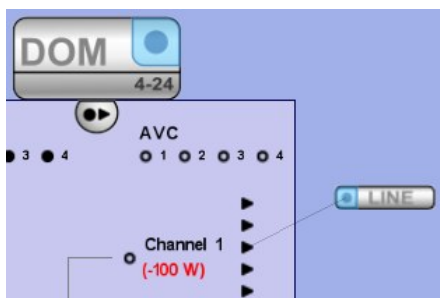 DOM
4-24
AVC
3 4 1 2 3 4
LINE
Channel 1
(-100 W)